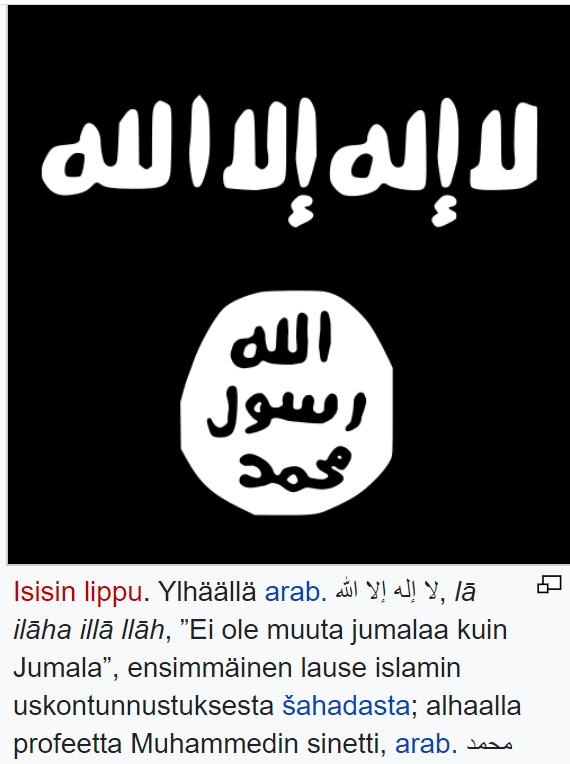 لا إله إلا الله
الله
رسول
محمد
Isisin lippu. Ylhäällä arab. لا إله إلا الله, lā
ilāha illā llāh, ”Ei ole muuta jumalaa kuin
Jumala”, ensimmäinen lause islamin
uskontunnustuksesta šahadasta; alhaalla
profeetta Muhammedin sinetti, arab. محمد